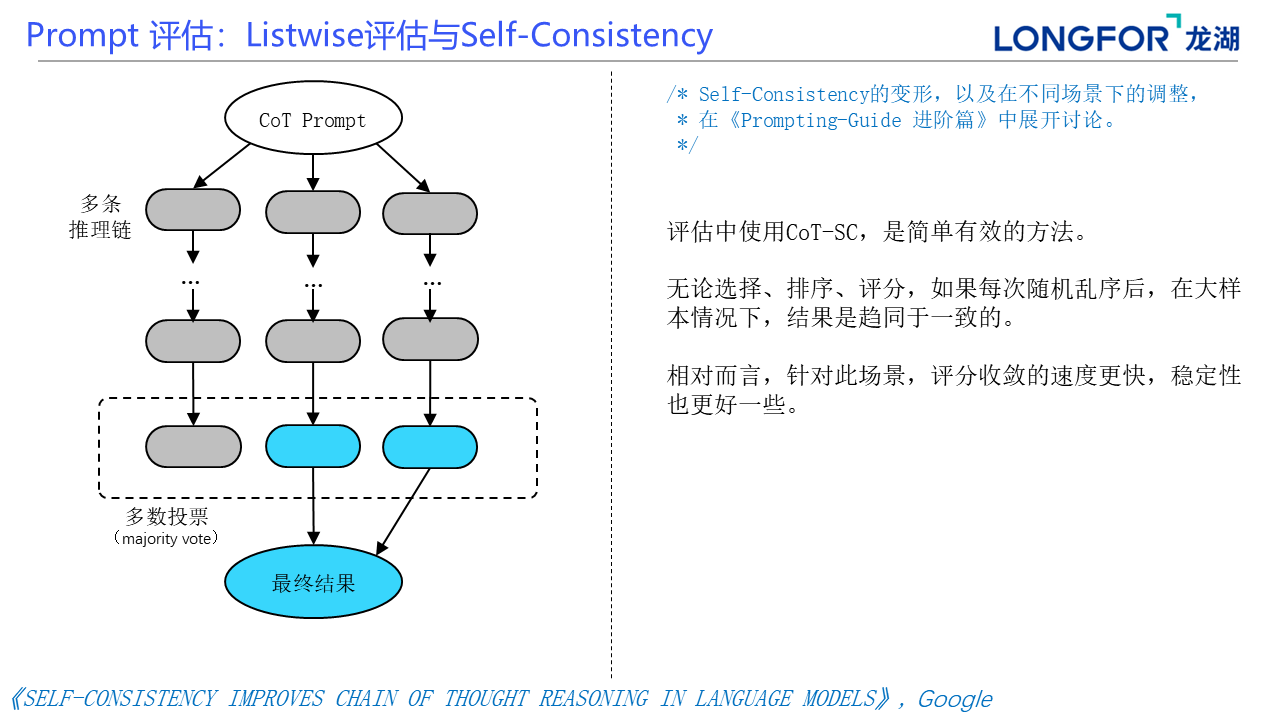 Prompt 评估：Listwise评估与Self-Consistency
LONGFOR 龙湖
CoT Prompt
多条
推理链
...
...
...
多数投票
（majority vote）
最终结果
/* Self-Consistency的变形，以及在不同场景下的调整，
* 在《Prompting-Guide 进阶篇》中展开讨论。
*/
评估中使用CoT-SC，是简单有效的方法。
无论选择、排序、评分，如果每次随机乱序后，在大样
本情况下，结果是趋同于一致的。
相对而言，针对此场景，评分收敛的速度更快，稳定性
也更好一些。
《SELF-CONSISTENCY IMPROVES CHAIN OF THOUGHT REASONING IN LANGUAGE MODELS》，Google